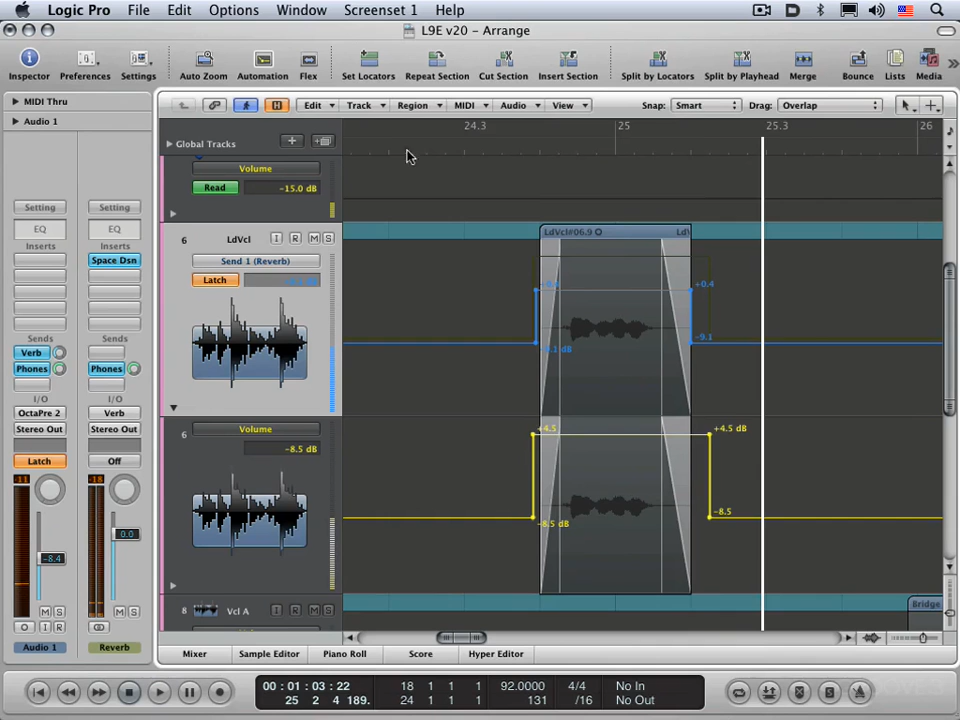 Logic Pro File Edit Options Window Screenset 1 Help
L9E v20 - Arrange
Inspector Preferences Settings Auto Zoom Automation Flex Set Locators Repeat Section Cut Section Insert Section Split by Locators Split by Playhead Merge Bounce Lists Media
MIDI Thru
Edit Track Region MIDI Audio View Snap: Smart Drag: Overlap
Audio 1
24.3 25 25.3 26
Global Tracks
Volume
Read -15.0 dB
Setting Setting
EQ EQ
Inserts Inserts
Space Dsn
6 LdVcl I R M S
LdVcl#06.9
Send 1 (Reverb)
Latch
+0.4
-9.1
Sends Sends
Verb
Phones Phones
I/O I/O
OctaPre 2 Verb
Stereo Out Stereo Out
Latch Off
6 Volume
-8.5 dB
+4.5 +4.5 dB
-8.5 dB -8.5
-11 -18
-8.4 0.0
M S M S
I R
8 Vcl A I R M S
Bridge
Audio 1 Reverb
Mixer Sample Editor Piano Roll Score Hyper Editor
00 : 01 : 03 : 22 18 1 1 1 92.0000 4/4 No In
25 2 4 189. 24 1 1 1 131 /16 No Out